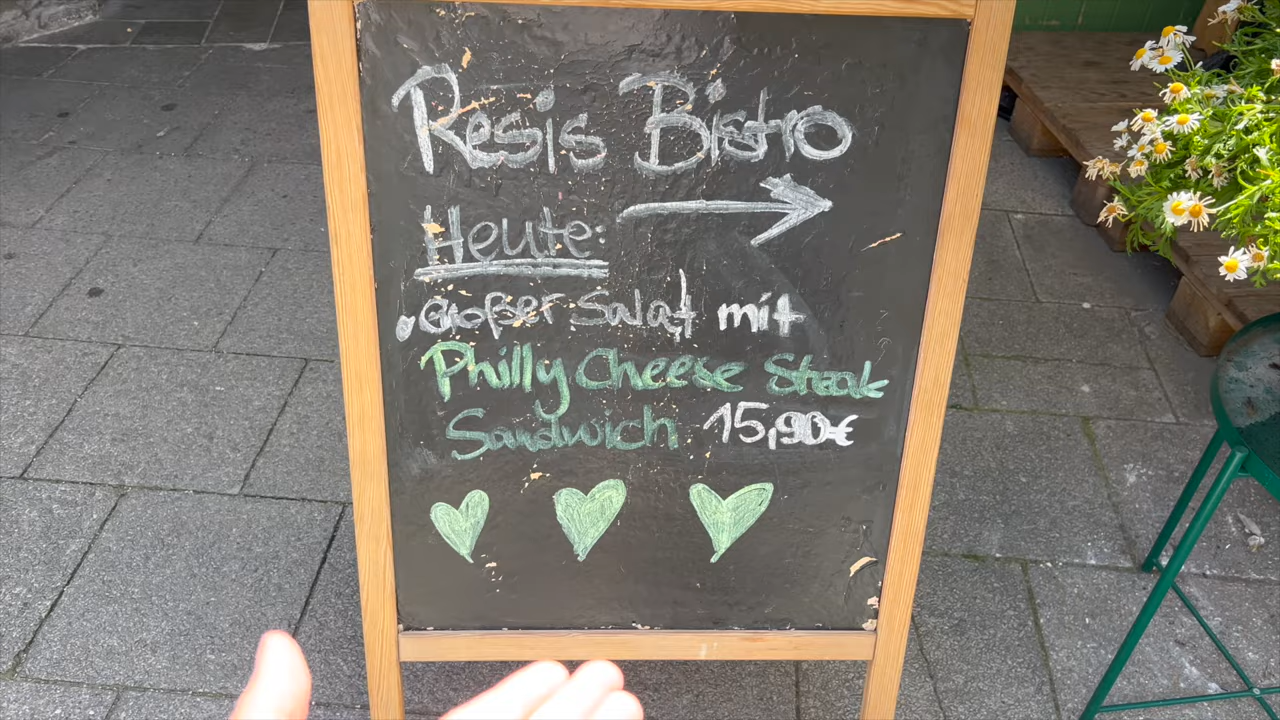 Resis Bistro
Heute:
• Großer Salat mit
Philly Cheese Steak
Sandwich 15,90€